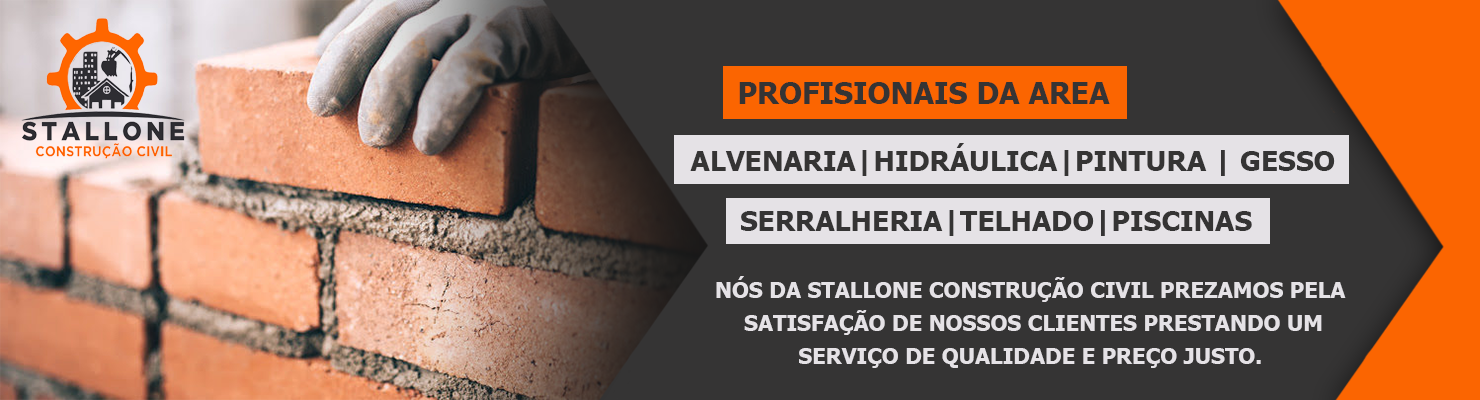 STALLONE
CONSTRUÇÃO CIVIL
PROFISIONAIS DA AREA
ALVENARIA|HIDRÁULICA|PINTURA | GESSO
SERRALHERIA|TELHADO|PISCINAS
NÓS DA STALLONE CONSTRUÇÃO CIVIL PREZAMOS PELA
SATISFAÇÃO DE NOSSOS CLIENTES PRESTANDO UM
SERVIÇO DE QUALIDADE E PREÇO JUSTO.